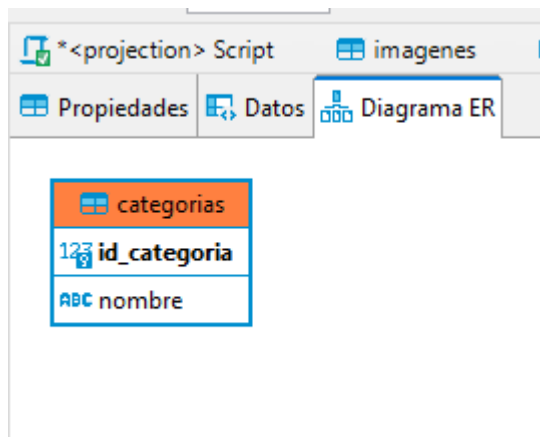 *<projection> Script imagenes
Propiedades Datos Diagrama ER
categorias
123 id_categoria
ABC nombre